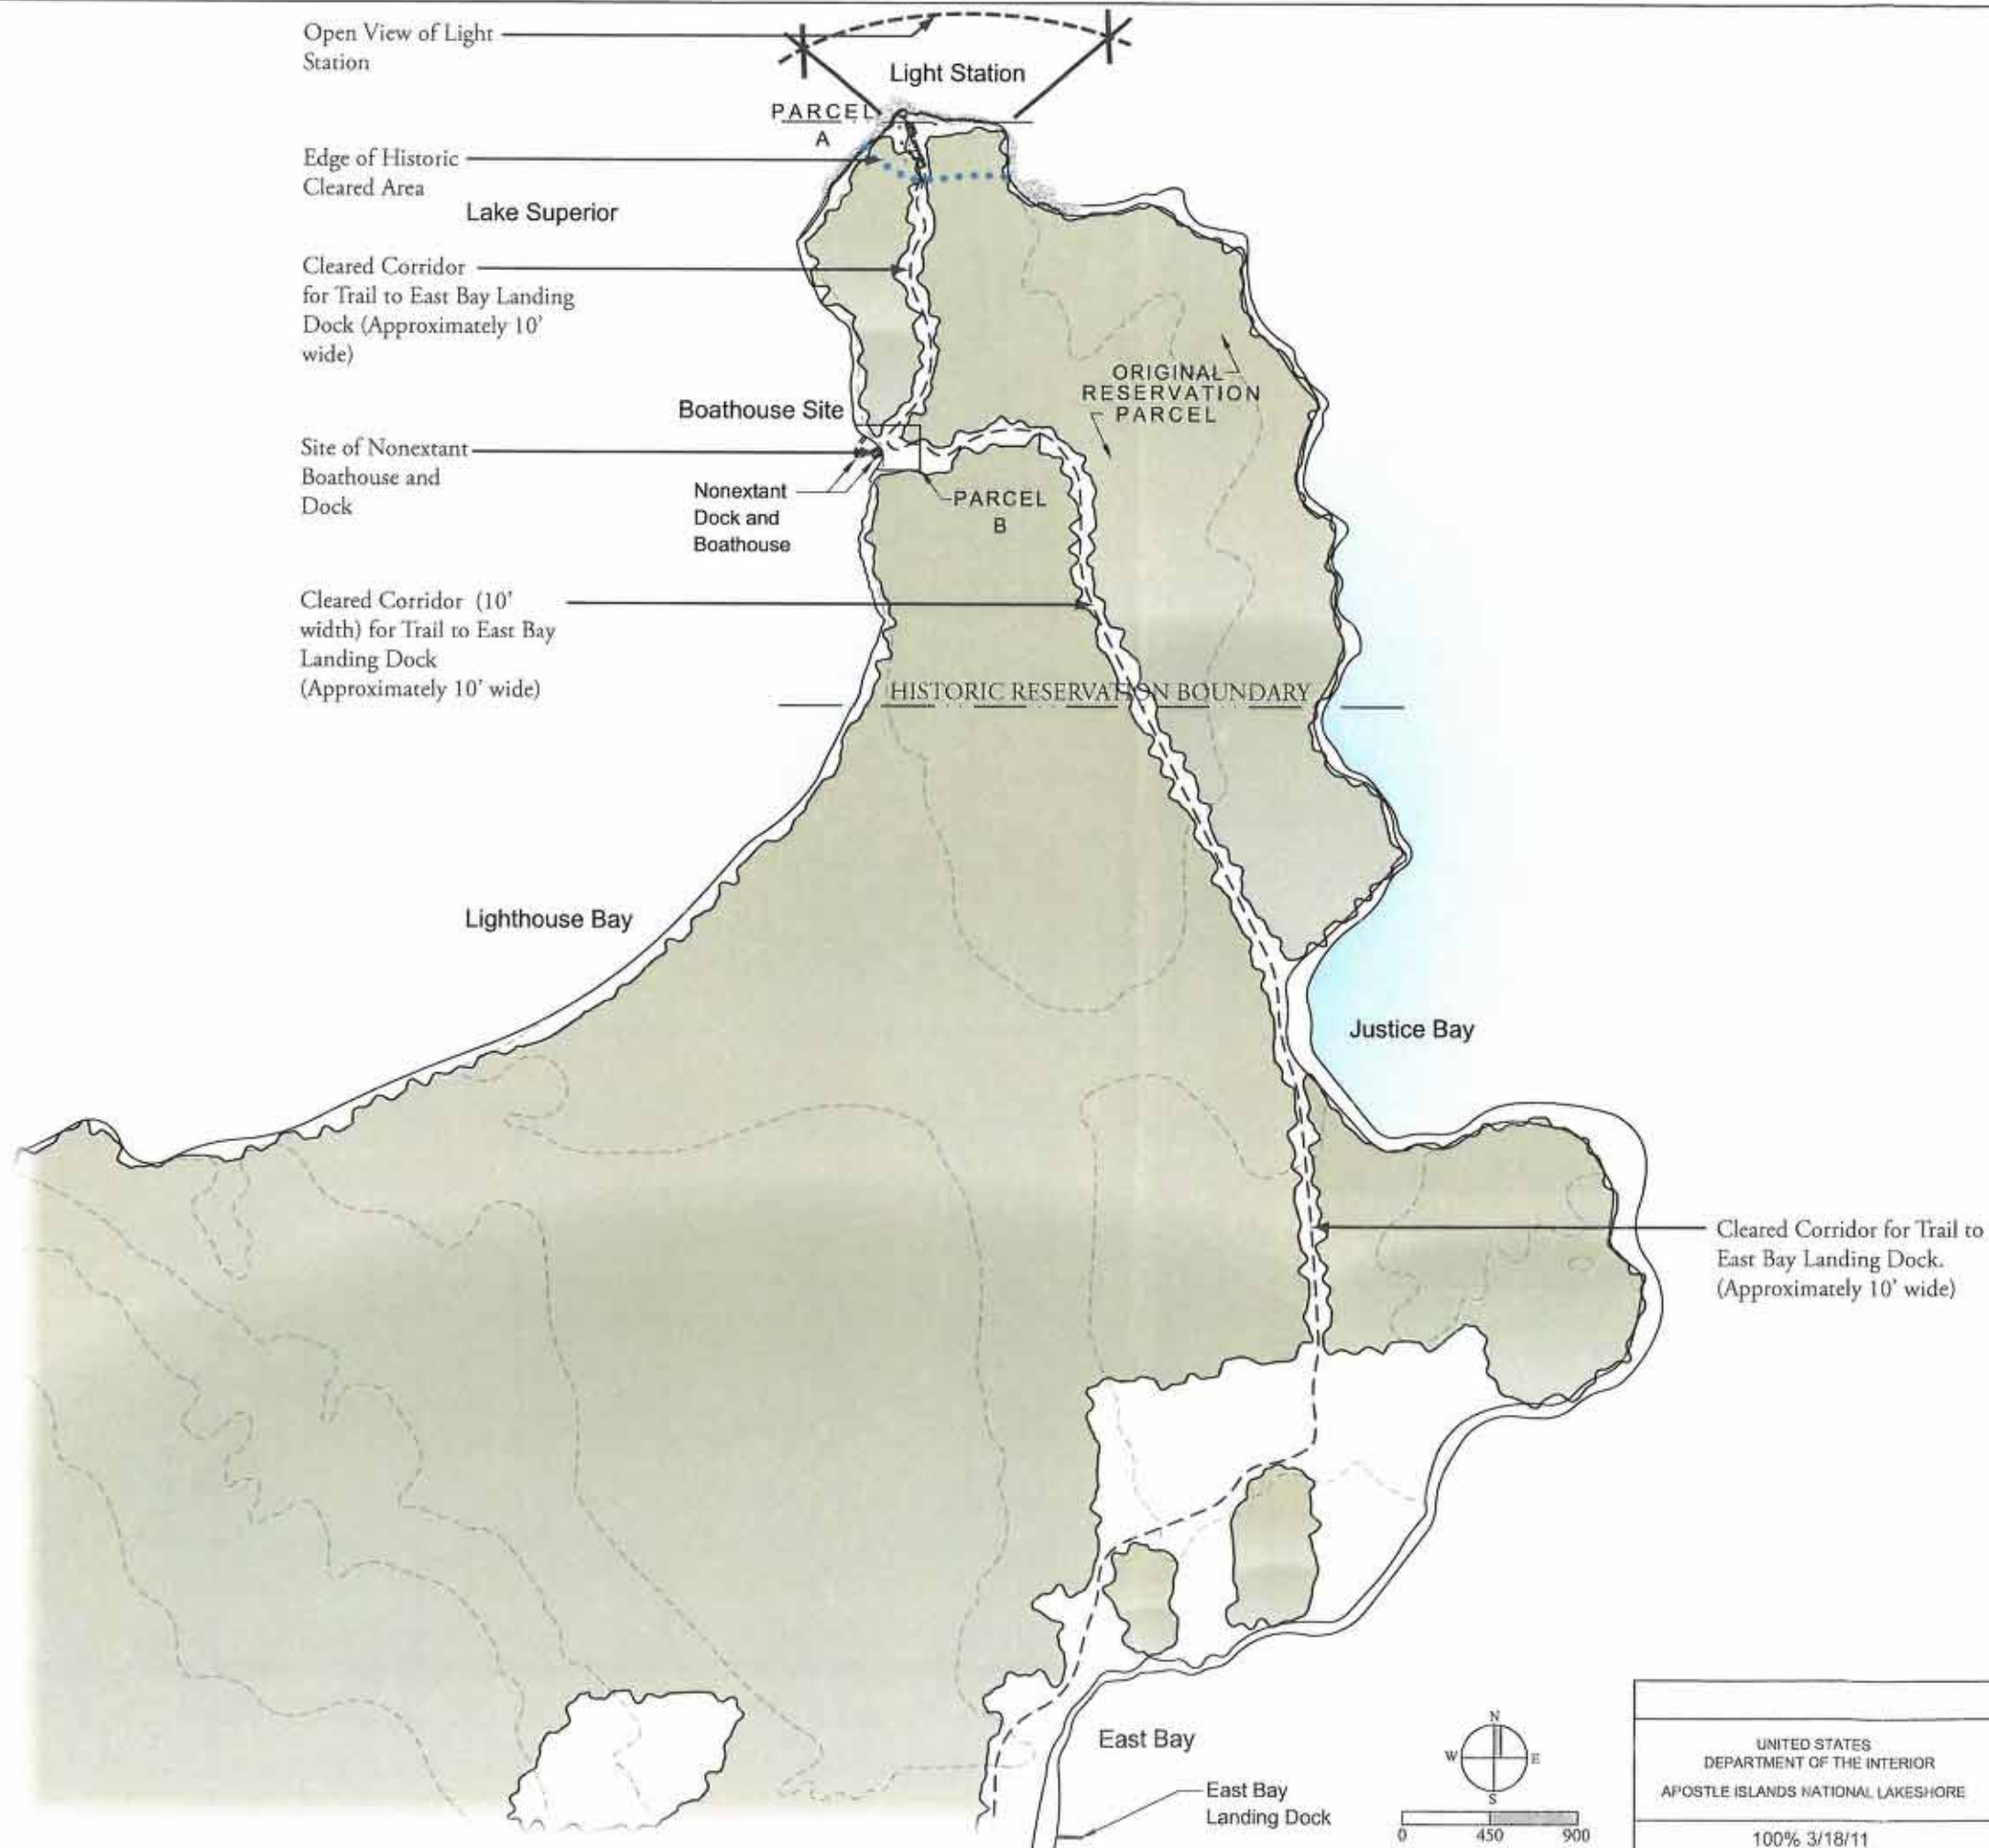 Open View of Light
Station
Light Station
PARCEL
A
Edge of Historic
Cleared Area
Lake Superior
Cleared Corridor
for Trail to East Bay Landing
Dock (Approximately 10'
wide)
ORIGINAL
RESERVATION
PARCEL
Boathouse Site
Site of Nonextant
Boathouse and
Dock
Nonextant
Dock and
Boathouse
PARCEL
B
Cleared Corridor (10'
width) for Trail to East Bay
Landing Dock
(Approximately 10' wide)
HISTORIC RESERVATION BOUNDARY
Lighthouse Bay
Justice Bay
Cleared Corridor for Trail to
East Bay Landing Dock.
(Approximately 10' wide)
East Bay
East Bay
Landing Dock
N
W E
S
0 450 900
UNITED STATES
DEPARTMENT OF THE INTERIOR
APOSTLE ISLANDS NATIONAL LAKESHORE
100% 3/18/11